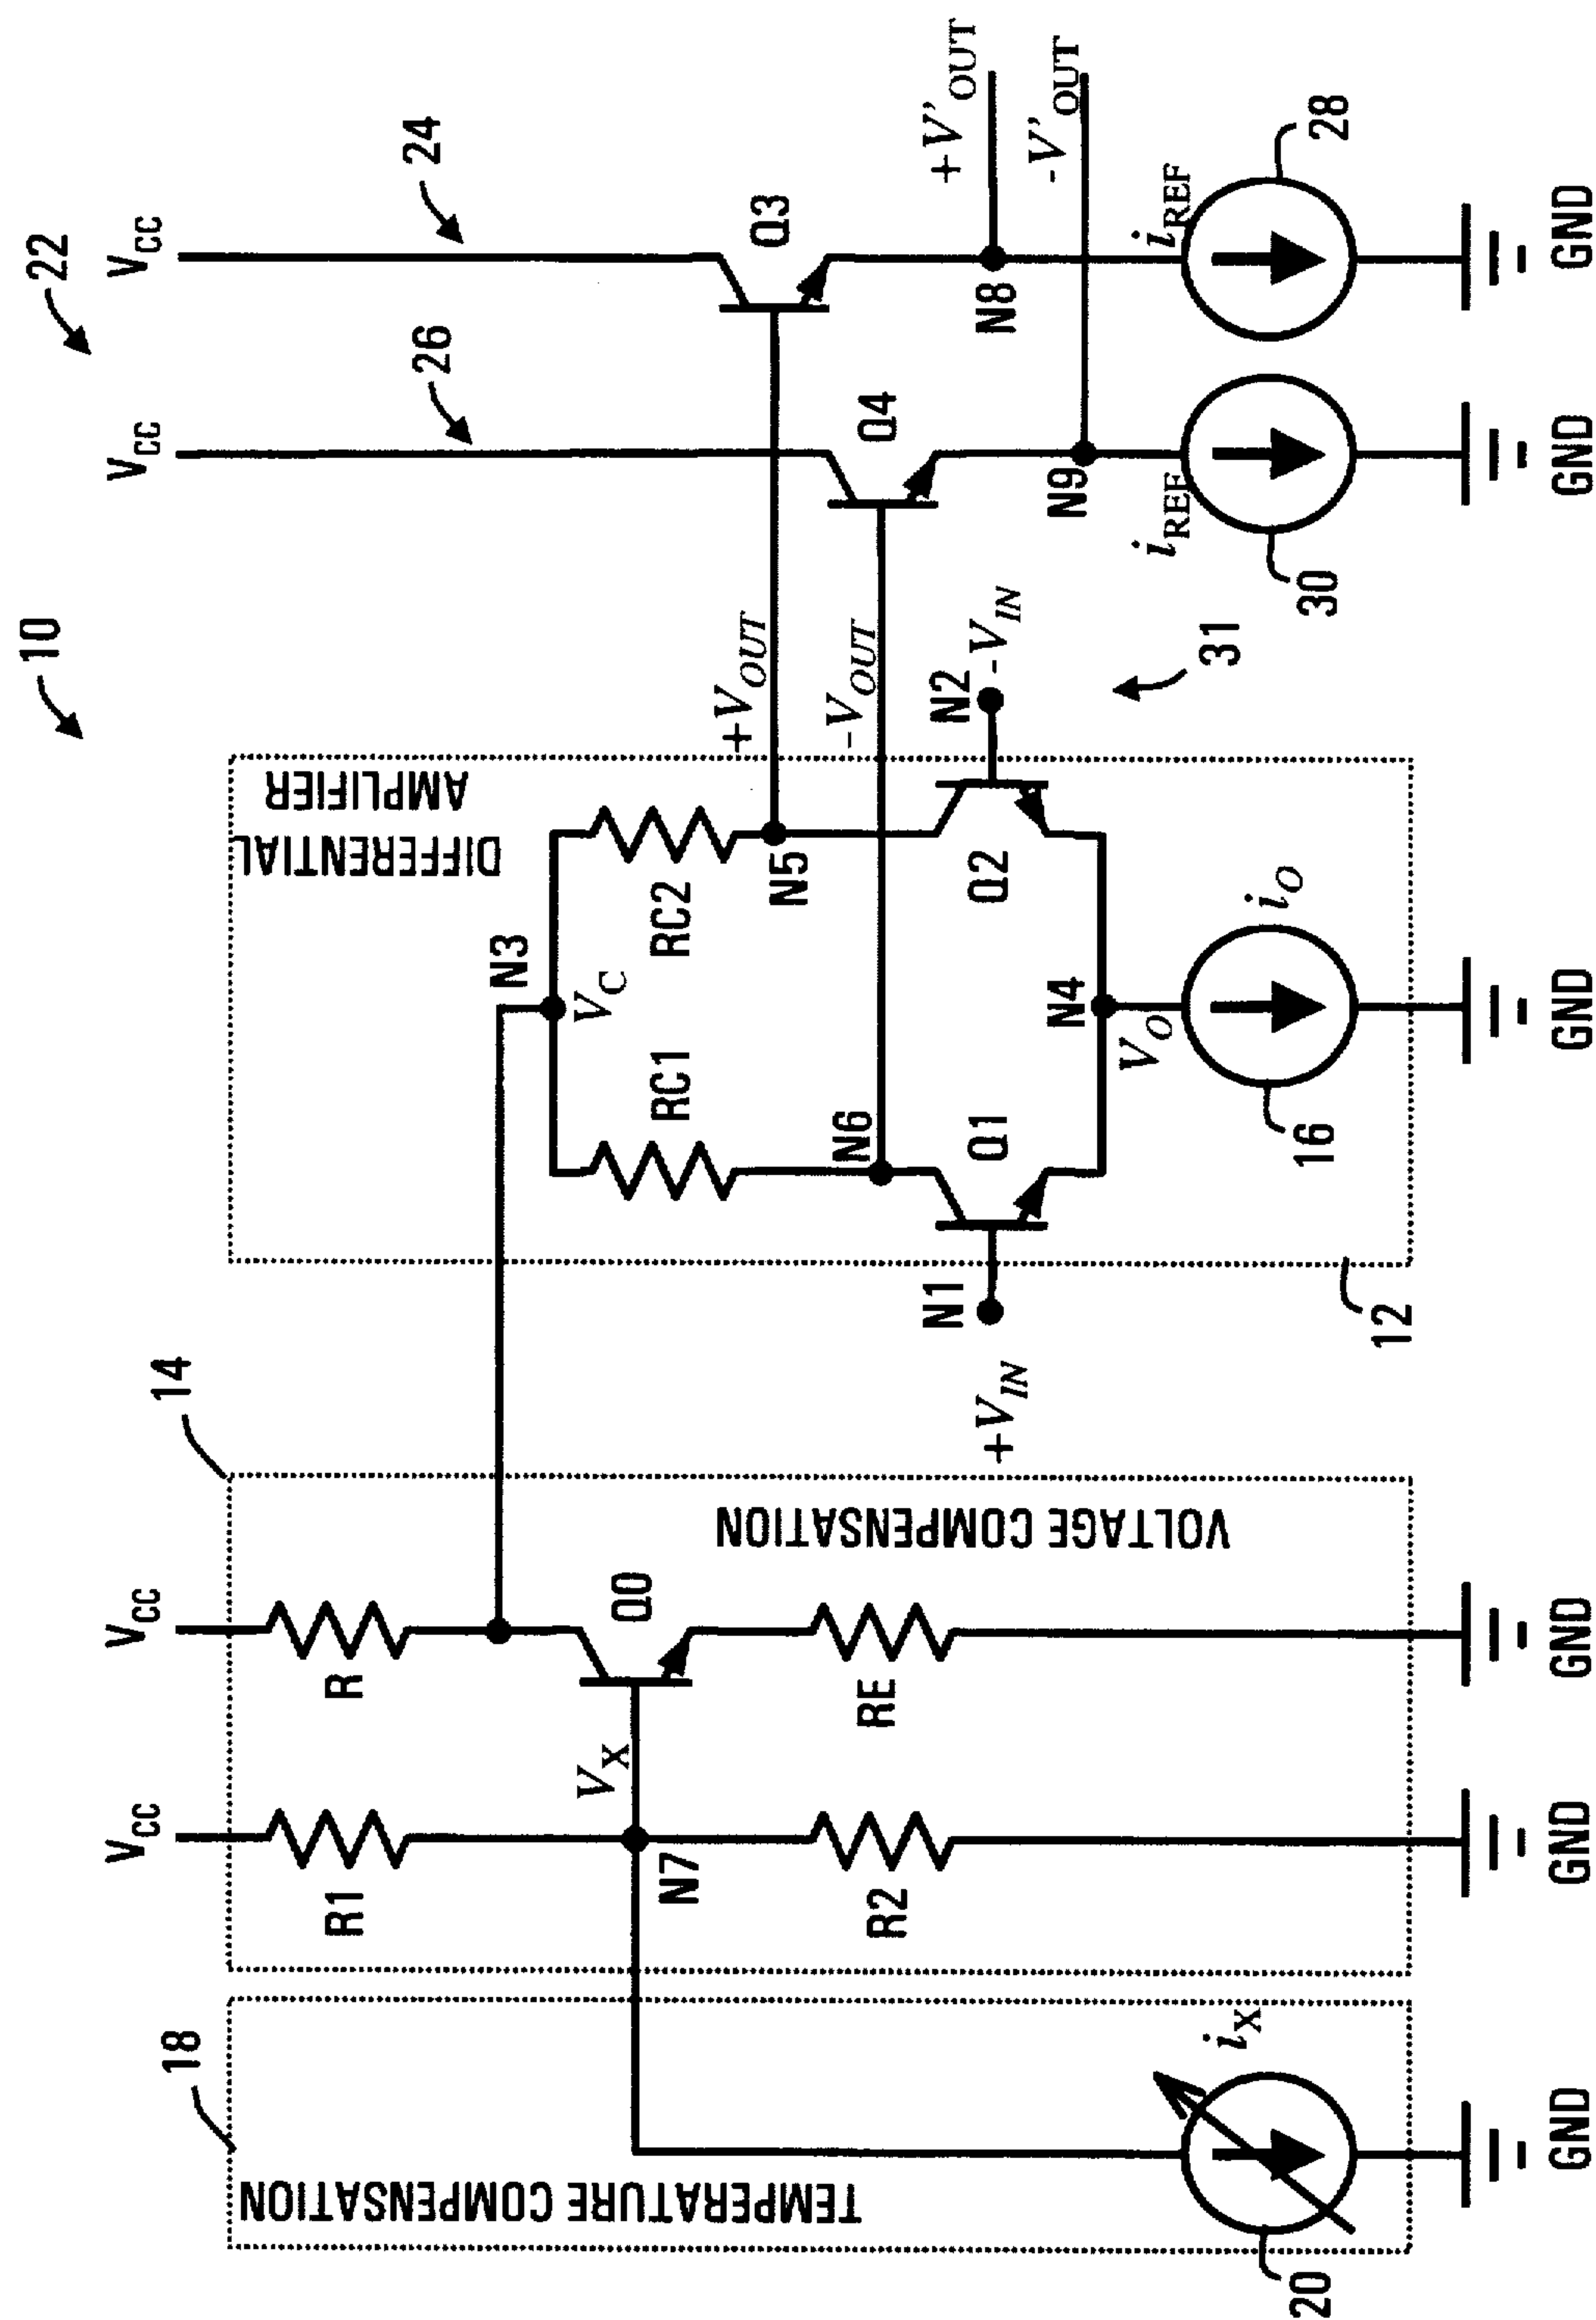 10
22
14
18
24
26
VCC
VCC
VCC
VCC
TEMPERATURE COMPENSATION
VOLTAGE COMPENSATION
DIFFERENTIAL
AMPLIFIER
R1
R
N3
VC
RC1
RC2
VX
Q0
N7
R2
RE
N6
N5
+VOUT
-VOUT
Q3
Q4
N1
+VIN
Q1
Q2
N2
-VIN
N4
VO
iO
16
12
31
N8
N9
+V'OUT
-V'OUT
iREF
iREF
30
28
iX
20
GND
GND
GND
GND
GND
GND